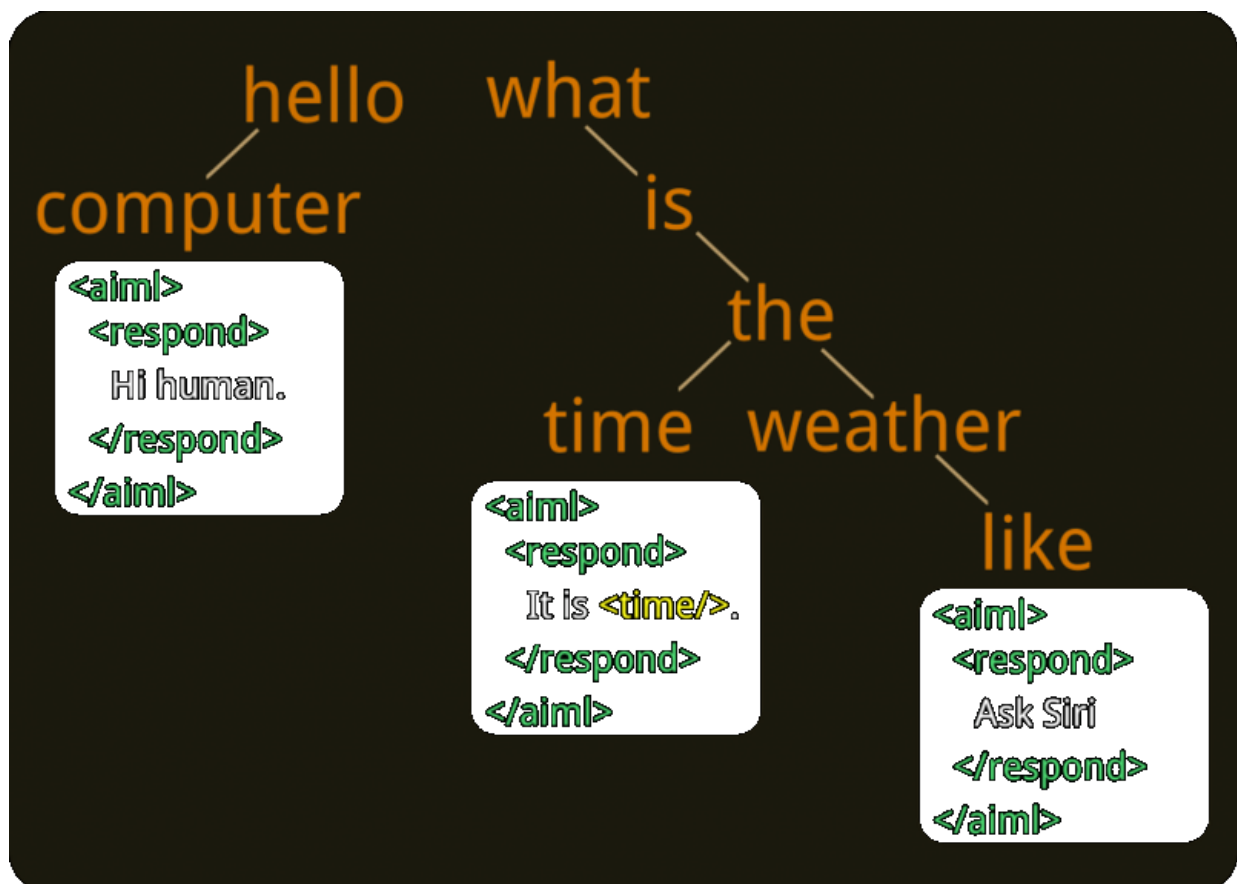 hello what
computer
is
the
time weather
like
<aiml>
<respond>
Hi human.
</respond>
</aiml>
<aiml>
<respond>
It is <time/>.
</respond>
</aiml>
<aiml>
<respond>
Ask Siri
</respond>
</aiml>